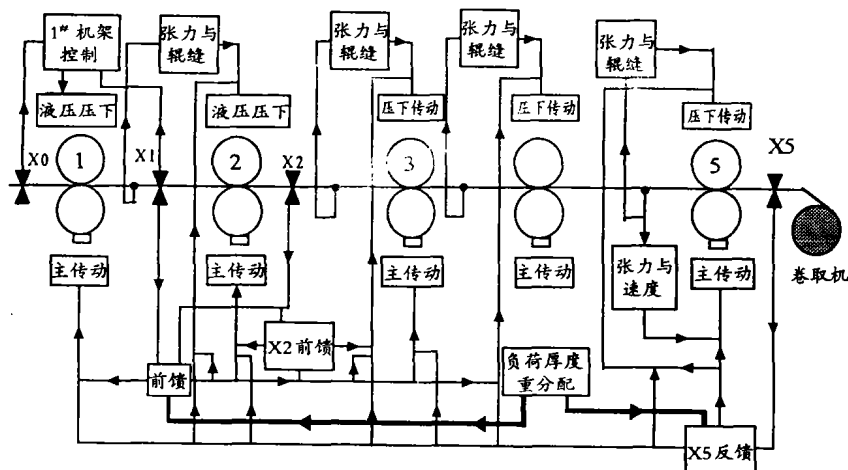 1# 机架
控制
张力与
辊缝
张力与
辊缝
张力与
辊缝
张力与
辊缝
液压压下
液压压下
压下传动
压下传动
压下传动
X0
1
X1
2
X2
3
5
X5
主传动
主传动
主传动
主传动
张力与
速度
主传动
卷取机
前馈
X2前馈
负荷厚度
重分配
X5反馈